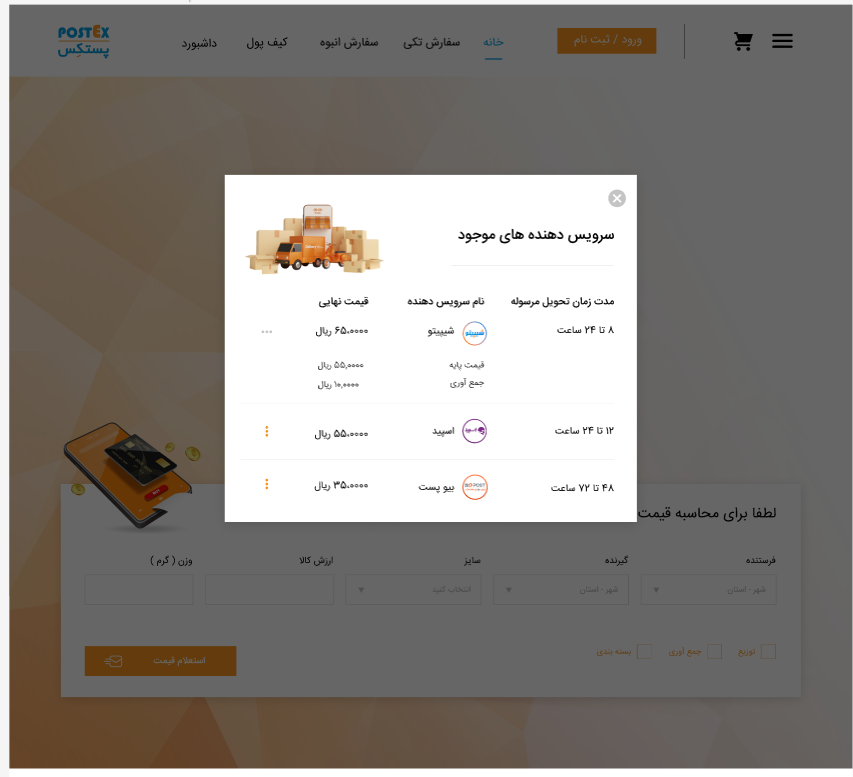 ورود / ثبت نام
خانه
سفارش تکی
سفارش انبوه
کیف پول
داشبورد
POSTEX
پستکس
سرویس دهنده های موجود
مدت زمان تحویل مرسوله نام سرویس دهنده قیمت نهایی
۸ تا ۲۴ ساعت شیپیتو ۶۵،۰۰۰۰ ریال
قیمت پایه ۵۵,۰۰۰۰ ریال
جمع آوری ۱۰,۰۰۰۰ ریال
۱۲ تا ۲۴ ساعت اسپید ۵۵،۰۰۰۰ ریال
۴۸ تا ۷۲ ساعت BIO POST بیو پست ۳۵،۰۰۰۰ ریال
لطفا برای محاسبه قیمت
فرستنده گیرنده سایز ارزش کالا وزن ( گرم )
شهر - استان شهر - استان انتخاب کنید
توزیع جمع آوری بسته بندی
استعلام قیمت